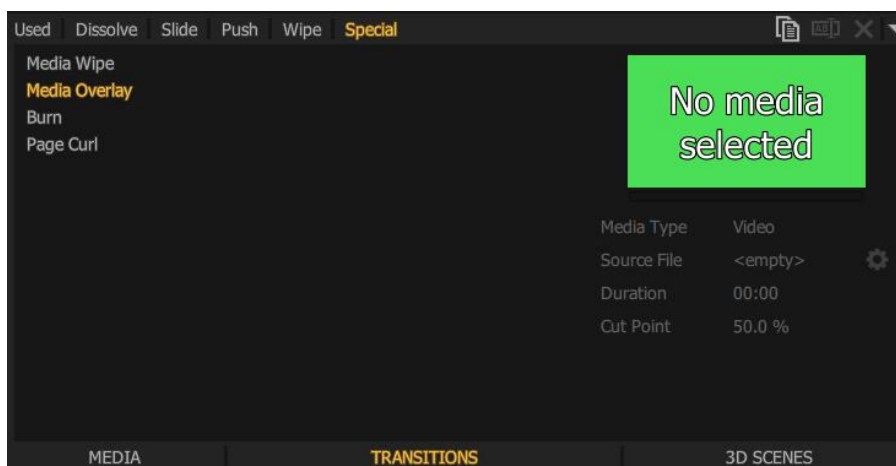 Used Dissolve Slide Push Wipe Special
Media Wipe
Media Overlay
Burn
Page Curl
No media
selected
Media Type Video
Source File <empty>
Duration 00:00
Cut Point 50.0 %
MEDIA TRANSITIONS 3D SCENES